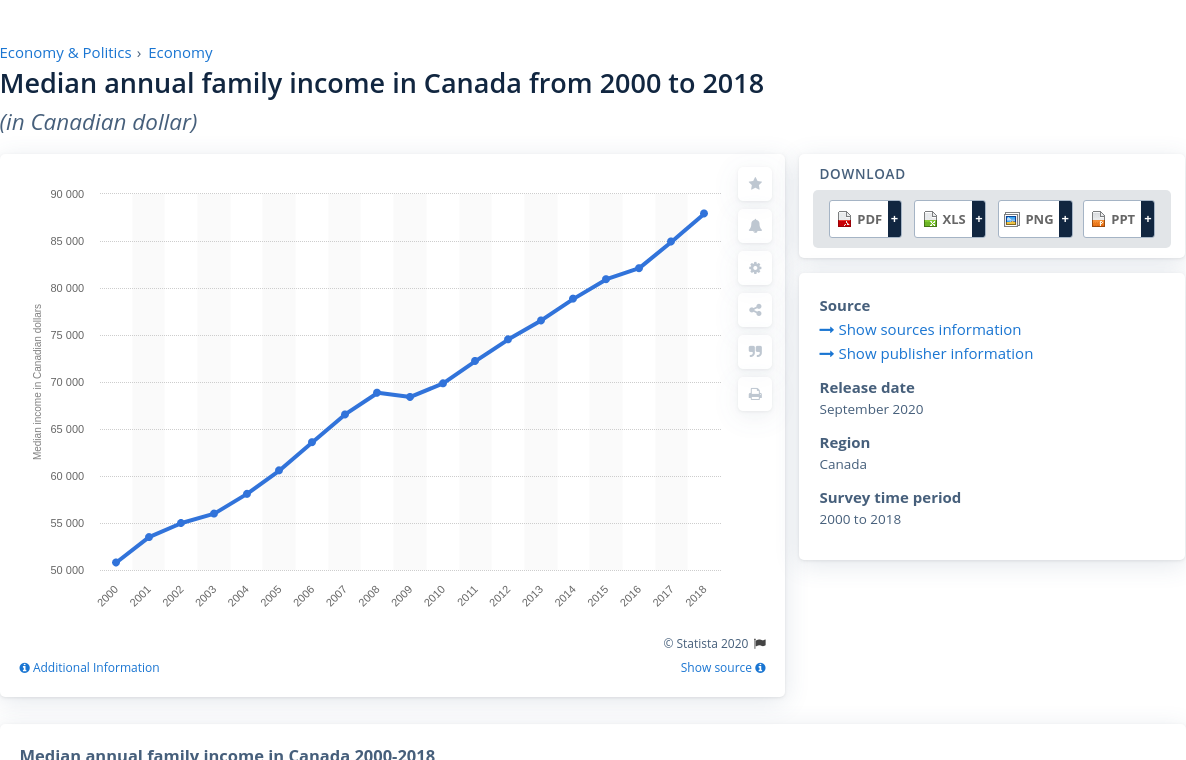 Economy & Politics › Economy
Median annual family income in Canada from 2000 to 2018
(in Canadian dollar)
90 000
85 000
80 000
75 000
70 000
65 000
60 000
55 000
50 000
Median income in Canadian dollars
2000
2001
2002
2003
2004
2005
2006
2007
2008
2009
2010
2011
2012
2013
2014
2015
2016
2017
2018
© Statista 2020
Additional Information
Show source
DOWNLOAD
PDF +
XLS +
PNG +
PPT +
Source
Show sources information
Show publisher information
Release date
September 2020
Region
Canada
Survey time period
2000 to 2018
Median annual family income in Canada 2000-2018